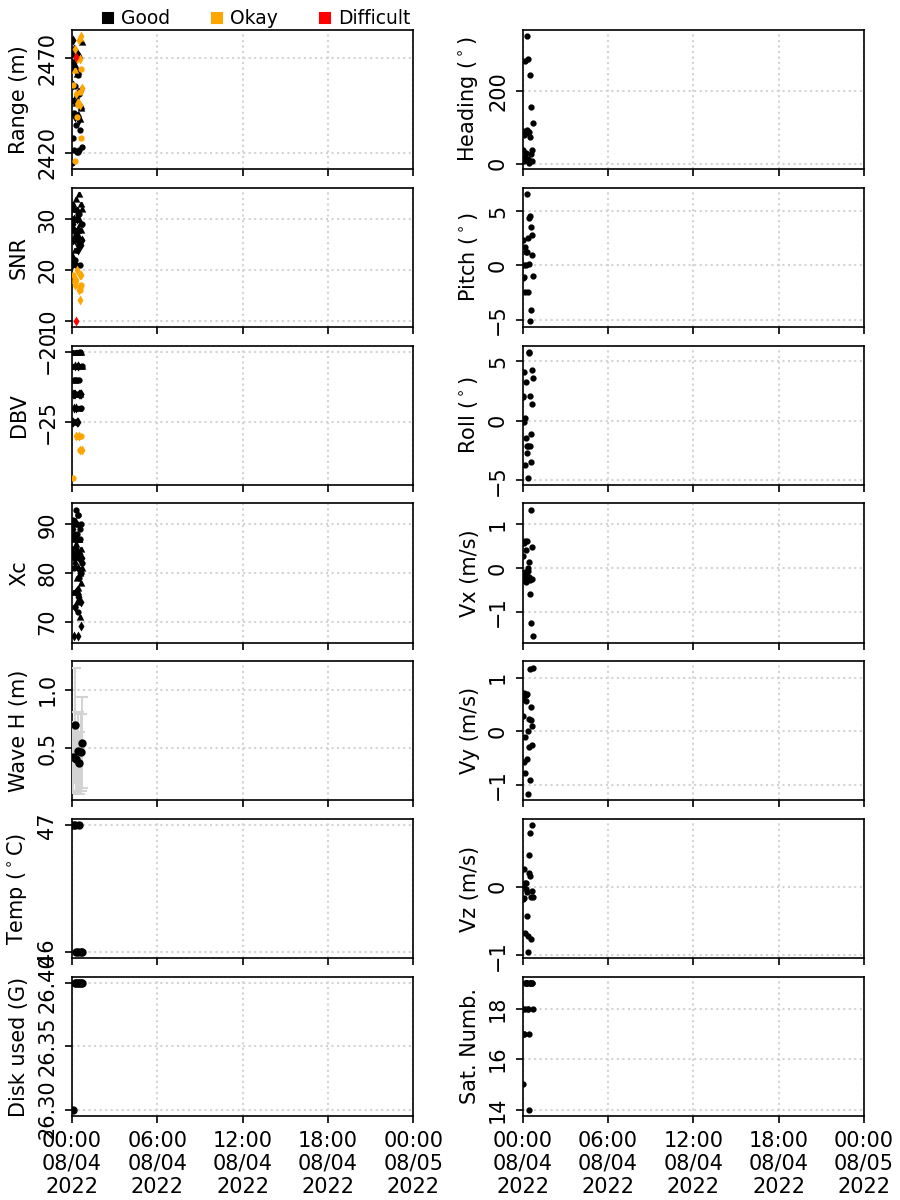 Good Okay Difficult
Range (m)
2470
2420
Heading (°)
200
0
SNR
30
20
10
Pitch (°)
5
0
−5
DBV
−20
−25
Roll (°)
5
0
−5
Xc
90
80
70
Vx (m/s)
1
0
−1
Wave H (m)
1.0
0.5
Vy (m/s)
1
0
−1
Temp (°C)
47
46
Vz (m/s)
0
−1
Disk used (G)
26.40
26.35
26.30
Sat. Numb.
18
16
14
00:00 06:00 12:00 18:00 00:00
08/04 08/04 08/04 08/04 08/05
2022 2022 2022 2022 2022
00:00 06:00 12:00 18:00 00:00
08/04 08/04 08/04 08/04 08/05
2022 2022 2022 2022 2022